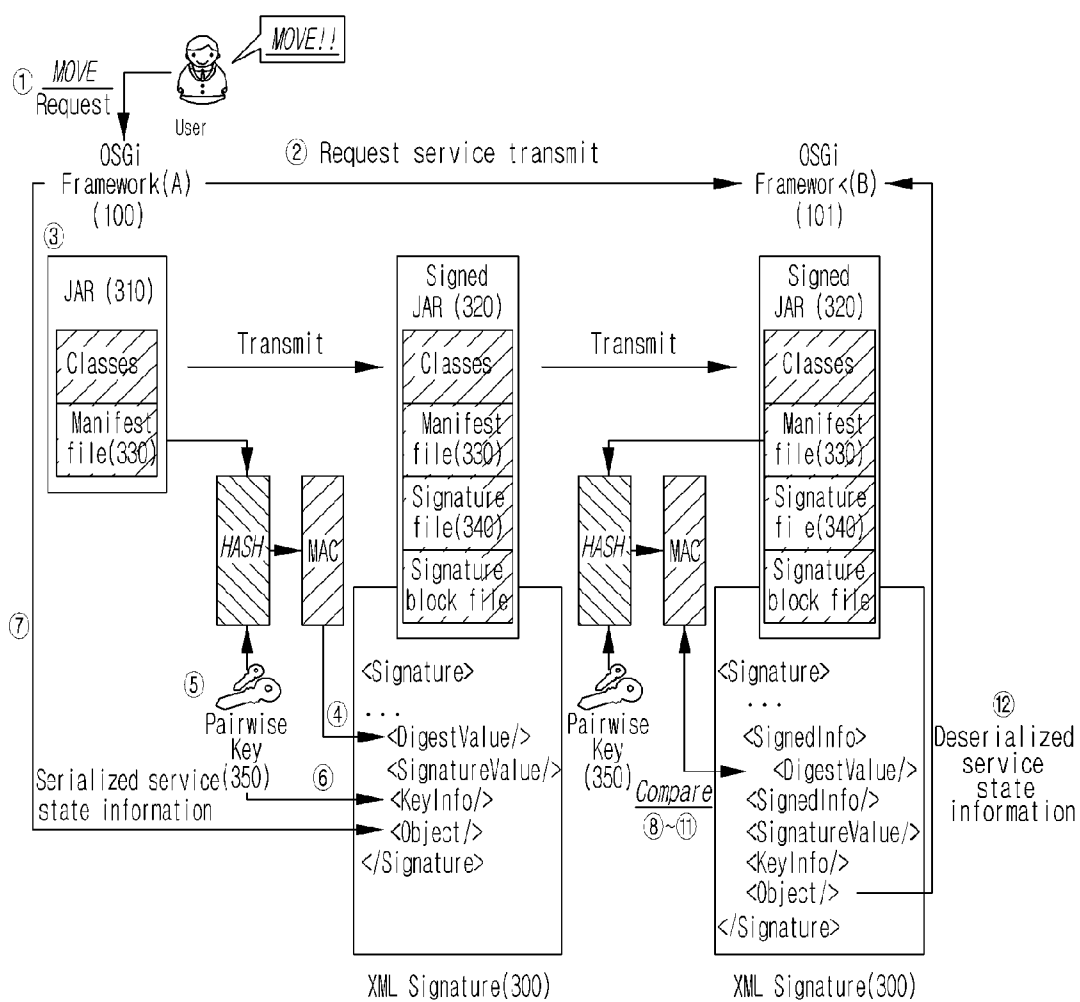 MOVE!!
① MOVE
Request
User
OSGi
Framework(A)
(100)
② Request service transmit
OSGi
Framework(B)
(101)
③
JAR (310)
Classes
Manifest
file(330)
Transmit
Signed
JAR (320)
Classes
Manifest
file(330)
Signature
file(340)
Signature
block file
Transmit
Signed
JAR (320)
Classes
Manifest
file(330)
Signature
fi e(340)
Signature
block file
HASH
MAC
HASH
MAC
⑦
⑤
Pairwise
Key
(350)
④
⑥
Serialized service
state information
<Signature>
...
<DigestValue/>
<SignatureValue/>
<KeyInfo/>
<Object/>
</Signature>
XML Signature(300)
Pairwise
Key
(350)
Compare
⑧~⑪
<Signature>
...
<SignedInfo>
<DigestValue/>
<SignedInfo/>
<SignatureValue/>
<KeyInfo/>
<Object/>
</Signature>
XML Signature(300)
⑫
Deserialized
service
state
information